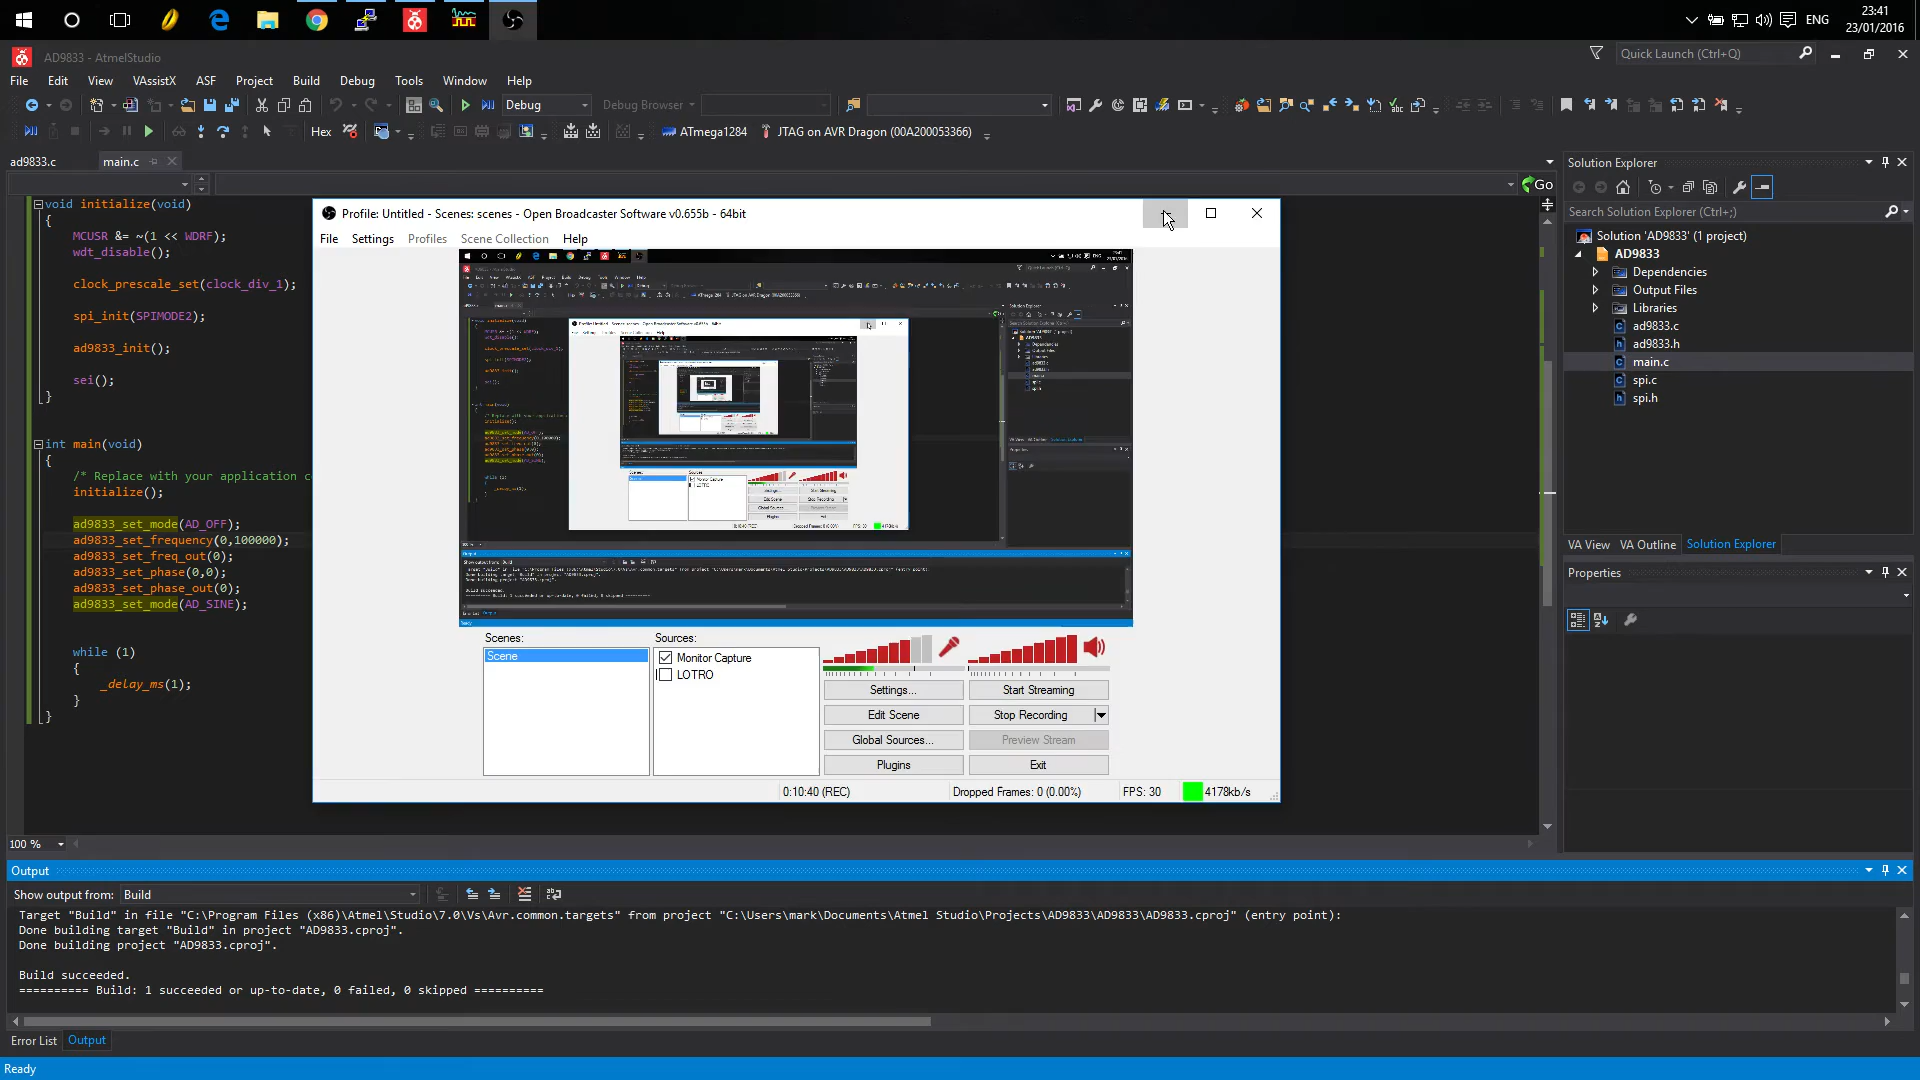 ENG
23:41
23/01/2016
AD9833 - AtmelStudio
Quick Launch (Ctrl+Q)
File Edit View VAssistX ASF Project Build Debug Tools Window Help
Debug
Debug Browser
Hex
ATmega1284
JTAG on AVR Dragon (00A200053366)
ad9833.c
main.c
Go
void initialize(void)
{
MCUSR &= ~(1 << WDRF);
wdt_disable();
clock_prescale_set(clock_div_1);
spi_init(SPIMODE2);
ad9833_init();
sei();
}
int main(void)
{
/* Replace with your application c
initialize();
ad9833_set_mode(AD_OFF);
ad9833_set_frequency(0,100000);
ad9833_set_freq_out(0);
ad9833_set_phase(0,0);
ad9833_set_phase_out(0);
ad9833_set_mode(AD_SINE);
while (1)
{
_delay_ms(1);
}
}
Profile: Untitled - Scenes: scenes - Open Broadcaster Software v0.655b - 64bit
File Settings Profiles Scene Collection Help
Scenes:
Scene
Sources:
Monitor Capture
LOTRO
Settings...
Start Streaming
Edit Scene
Stop Recording
Global Sources...
Preview Stream
Plugins
Exit
0:10:40 (REC)
Dropped Frames: 0 (0.00%)
FPS: 30
4178kb/s
Solution Explorer
Search Solution Explorer (Ctrl+;)
Solution 'AD9833' (1 project)
AD9833
Dependencies
Output Files
Libraries
ad9833.c
ad9833.h
main.c
spi.c
spi.h
VA View
VA Outline
Solution Explorer
Properties
100 %
Output
Show output from: Build
Target "Build" in file "C:\Program Files (x86)\Atmel\Studio\7.0\Vs\Avr.common.targets" from project "C:\Users\mark\Documents\Atmel Studio\Projects\AD9833\AD9833\AD9833.cproj" (entry point):
Done building target "Build" in project "AD9833.cproj".
Done building project "AD9833.cproj".
Build succeeded.
========== Build: 1 succeeded or up-to-date, 0 failed, 0 skipped ==========
Error List
Output
Ready